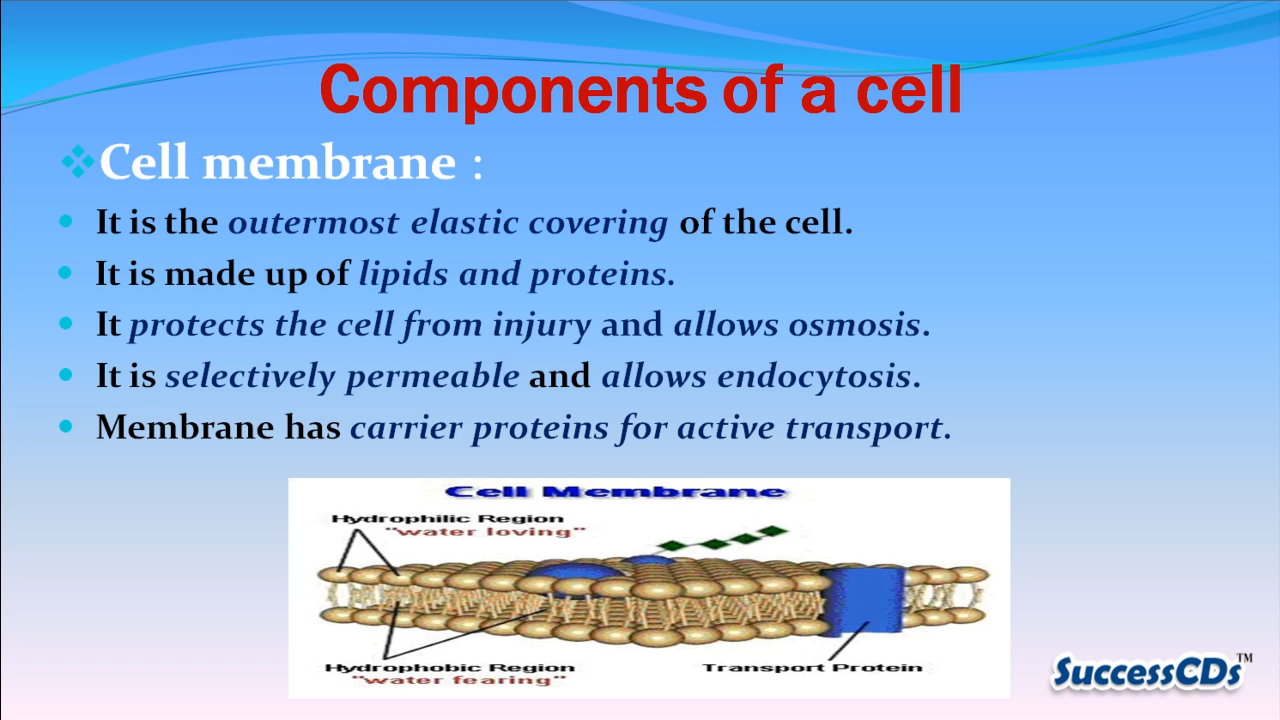 Components of a cell
Cell membrane :
It is the outermost elastic covering of the cell.
It is made up of lipids and proteins.
It protects the cell from injury and allows osmosis.
It is selectively permeable and allows endocytosis.
Membrane has carrier proteins for active transport.
Cell Membrane
Hydrophilic Region
"water loving"
Hydrophobic Region
"water fearing"
Transport Protein
SuccessCDs™